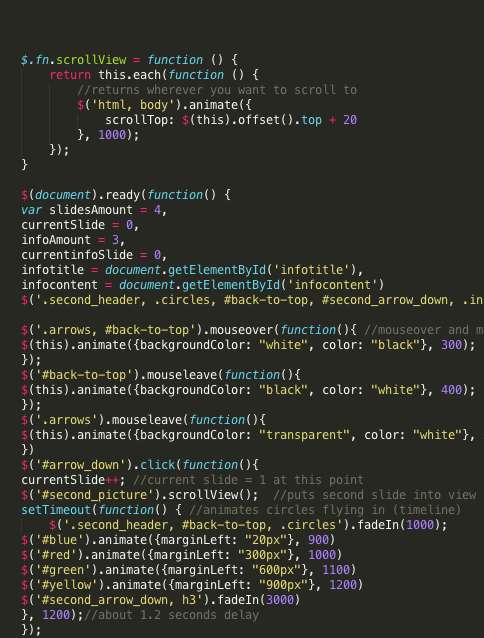 $.fn.scrollView = function () {
return this.each(function () {
//returns wherever you want to scroll to
$('html, body').animate({
scrollTop: $(this).offset().top + 20
}, 1000);
});
}
$(document).ready(function() {
var slidesAmount = 4,
currentSlide = 0,
infoAmount = 3,
currentinfoSlide = 0,
infotitle = document.getElementById('infotitle'),
infocontent = document.getElementById('infocontent')
$('.second_header, .circles, #back-to-top, #second_arrow_down, .in
$('.arrows, #back-to-top').mouseover(function(){ //mouseover and m
$(this).animate({backgroundColor: "white", color: "black"}, 300);
});
$('#back-to-top').mouseleave(function(){
$(this).animate({backgroundColor: "black", color: "white"}, 400);
});
$('.arrows').mouseleave(function(){
$(this).animate({backgroundColor: "transparent", color: "white"},
})
$('#arrow_down').click(function(){
currentSlide++; //current slide = 1 at this point
$('#second_picture').scrollView();  //puts second slide into view
setTimeout(function() { //animates circles flying in (timeline)
$('.second_header, #back-to-top, .circles').fadeIn(1000);
$('#blue').animate({marginLeft: "20px"}, 900)
$('#red').animate({marginLeft: "300px"}, 1000)
$('#green').animate({marginLeft: "600px"}, 1100)
$('#yellow').animate({marginLeft: "900px"}, 1200)
$('#second_arrow_down, h3').fadeIn(3000)
}, 1200);//about 1.2 seconds delay
});